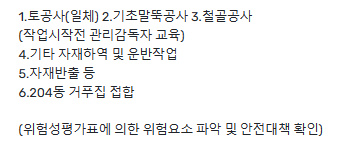 1.토공사(일체) 2.기초말뚝공사 3.철골공사
(작업시작전 관리감독자 교육)
4.기타 자재하역 및 운반작업
5.자재반출 등
6.204동 거푸집 접합
(위험성평가표에 의한 위험요소 파악 및 안전대책 확인)